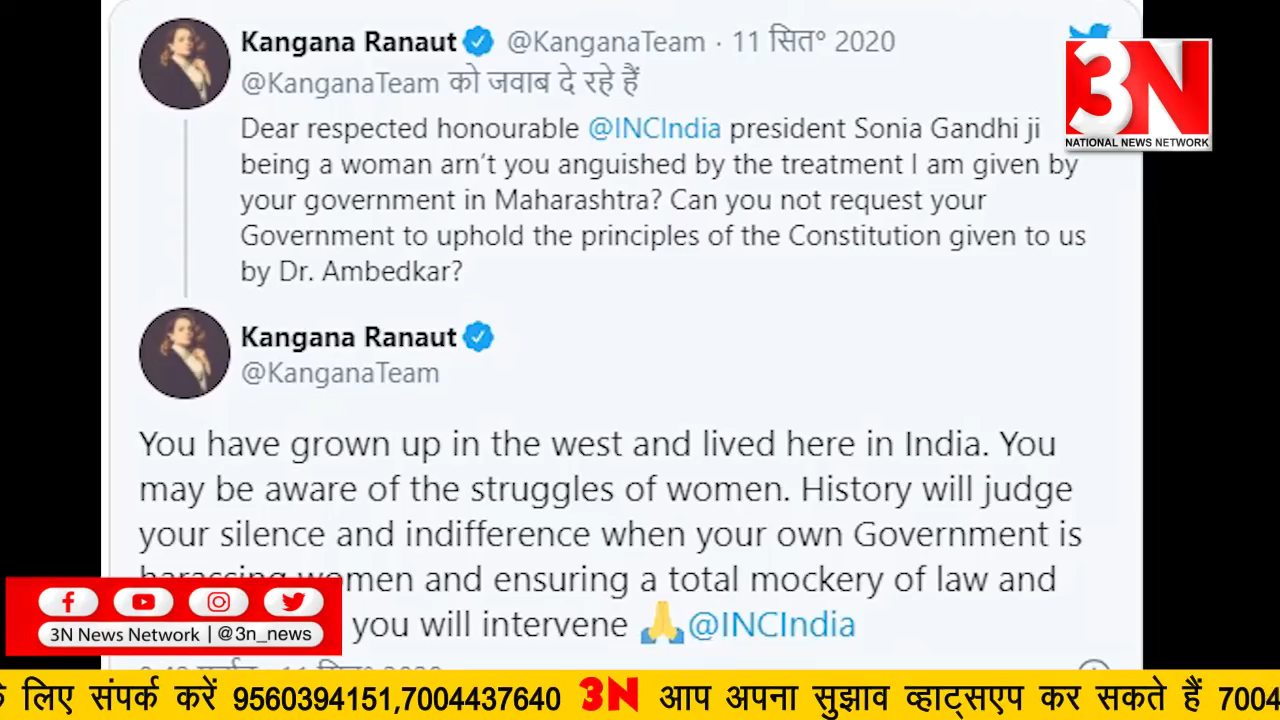 Kangana Ranaut @KanganaTeam · 11 सित॰ 2020
@KanganaTeam को जवाब दे रहे हैं
Dear respected honourable @INCIndia president Sonia Gandhi ji
being a woman arn't you anguished by the treatment I am given by
your government in Maharashtra? Can you not request your
Government to uphold the principles of the Constitution given to us
by Dr. Ambedkar?
3N
NATIONAL NEWS NETWORK
Kangana Ranaut
@KanganaTeam
You have grown up in the west and lived here in India. You
may be aware of the struggles of women. History will judge
your silence and indifference when your own Government is
harassing women and ensuring a total mockery of law and
you will intervene 🙏@INCIndia
3N News Network | @3n_news
11 सित॰ 2020
के लिए संपर्क करें 9560394151,7004437640 3N आप अपना सुझाव व्हाट्सएप कर सकते हैं 7004